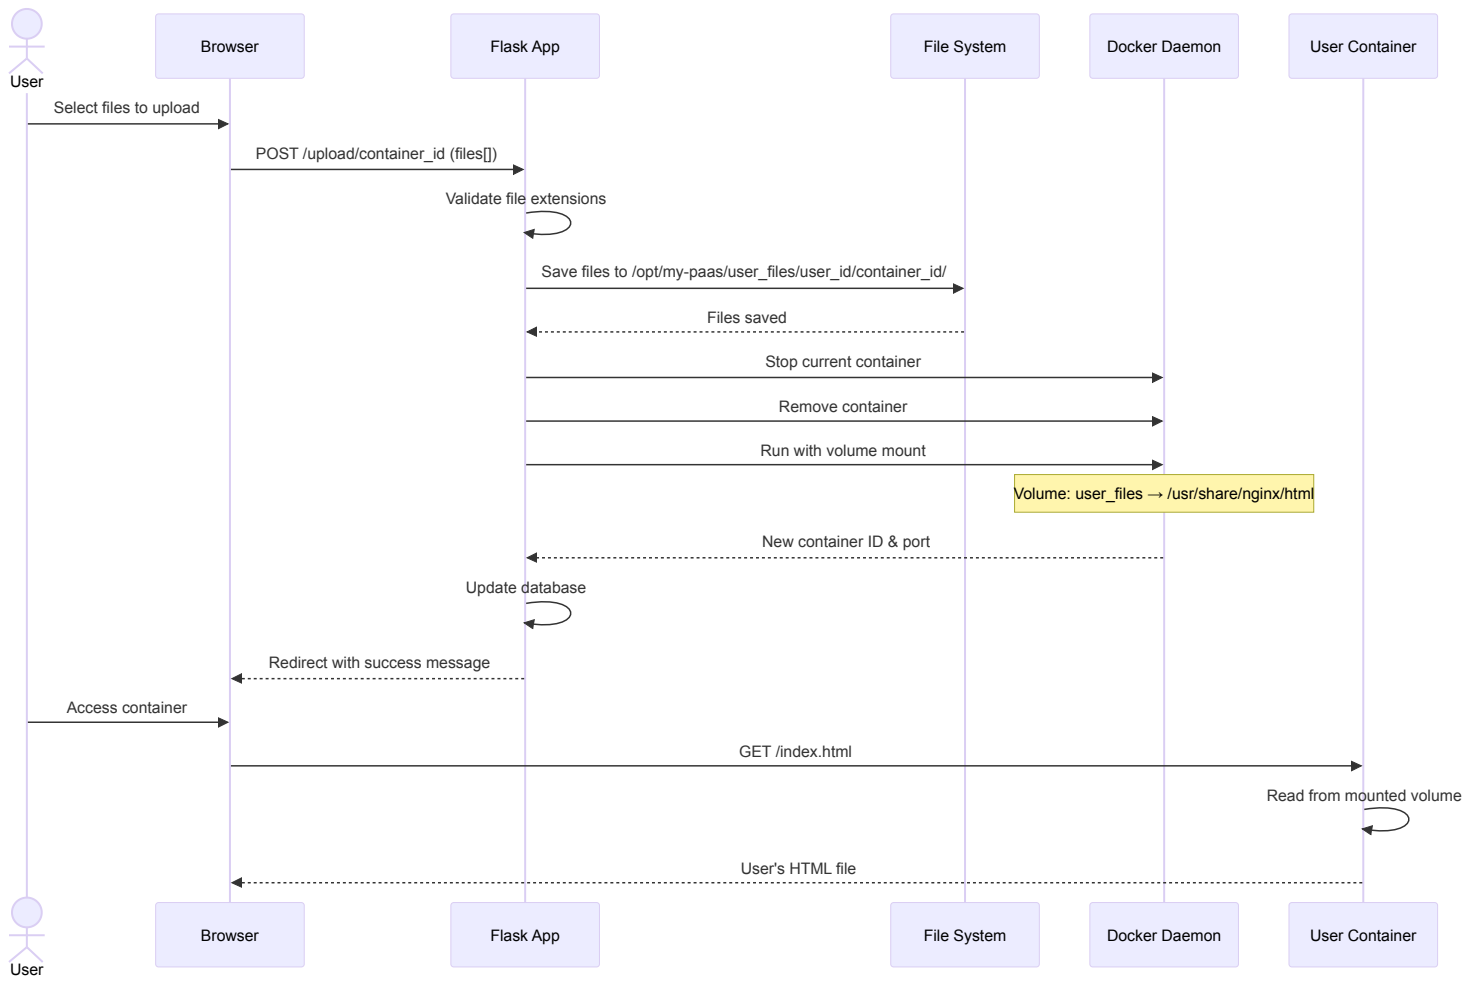 User
Browser
Flask App
File System
Docker Daemon
User Container
Select files to upload
POST /upload/container_id (files[])
Validate file extensions
Save files to /opt/my-paas/user_files/user_id/container_id/
Files saved
Stop current container
Remove container
Run with volume mount
Volume: user_files → /usr/share/nginx/html
New container ID & port
Update database
Redirect with success message
Access container
GET /index.html
Read from mounted volume
User's HTML file
User
Browser
Flask App
File System
Docker Daemon
User Container